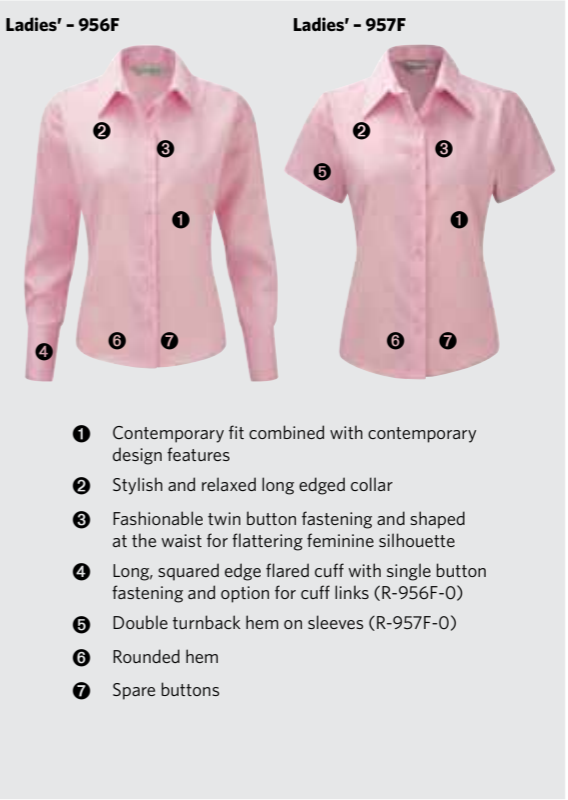 Ladies’ – 956F
Ladies’ – 957F
2
3
1
4
6
7
2
3
5
1
6
7
1 Contemporary fit combined with contemporary
design features
2 Stylish and relaxed long edged collar
3 Fashionable twin button fastening and shaped
at the waist for flattering feminine silhouette
4 Long, squared edge flared cuff with single button
fastening and option for cuff links (R-956F-0)
5 Double turnback hem on sleeves (R-957F-0)
6 Rounded hem
7 Spare buttons